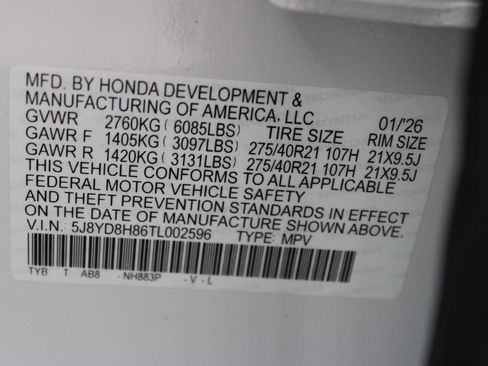 MFD. BY HONDA DEVELOPMENT &
MANUFACTURING OF AMERICA, LLC 01/'26
GVWR 2760KG ( 6085LBS) TIRE SIZE RIM SIZE
GAWR F 1405KG ( 3097LBS) 275/40R21 107H 21X9.5J
GAWR R 1420KG ( 3131LBS) 275/40R21 107H 21X9.5J
THIS VEHICLE CONFORMS TO ALL APPLICABLE
FEDERAL MOTOR VEHICLE SAFETY
AND THEFT PREVENTION STANDARDS IN EFFECT
ON THE DATE OF MANUFACTURE SHOWN ABOVE.
V.I.N.: 5J8YD8H86TL002596 TYPE: MPV
TYB T AB8 - NH883P - V - L